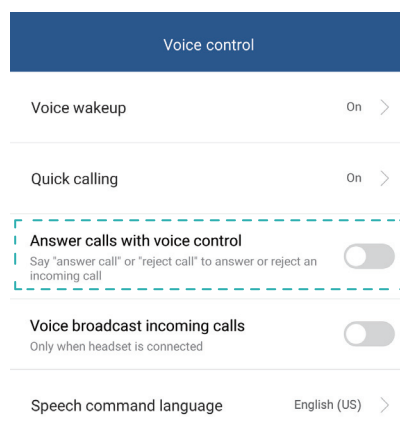 Voice control
Voice wakeup On
Quick calling On
Answer calls with voice control
Say "answer call" or "reject call" to answer or reject an
incoming call
Voice broadcast incoming calls
Only when headset is connected
Speech command language English (US)